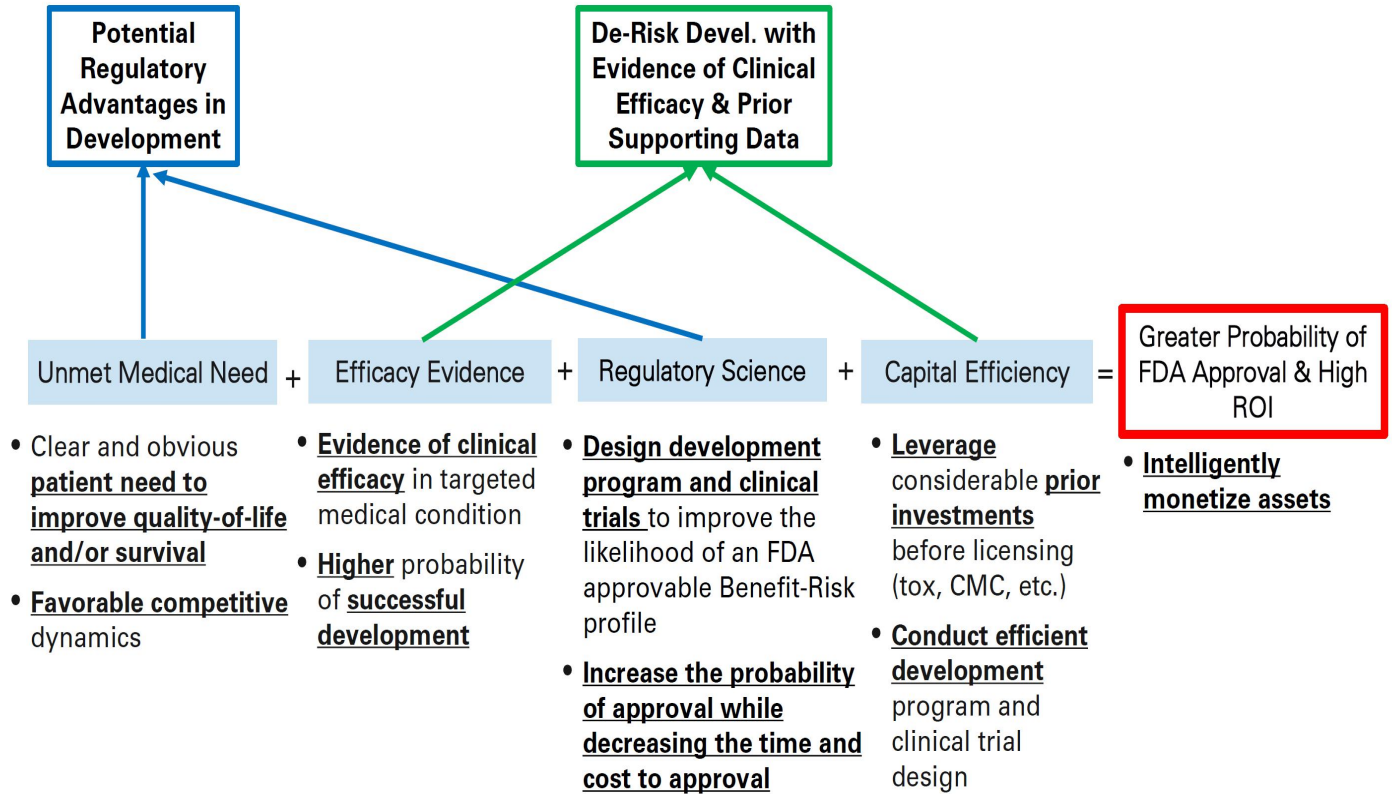 Potential
Regulatory
Advantages in
Development
De-Risk Devel. with
Evidence of Clinical
Efficacy & Prior
Supporting Data
Unmet Medical Need
+
Efficacy Evidence
+
Regulatory Science
+
Capital Efficiency
=
Greater Probability of
FDA Approval & High
ROI
• Clear and obvious
patient need to
improve quality-of-life
and/or survival
• Favorable competitive
dynamics
• Evidence of clinical
efficacy in targeted
medical condition
• Higher probability
of successful
development
• Design development
program and clinical
trials to improve the
likelihood of an FDA
approvable Benefit-Risk
profile
• Increase the probability
of approval while
decreasing the time and
cost to approval
• Leverage
considerable prior
investments
before licensing
(tox, CMC, etc.)
• Conduct efficient
development
program and
clinical trial
design
• Intelligently
monetize assets